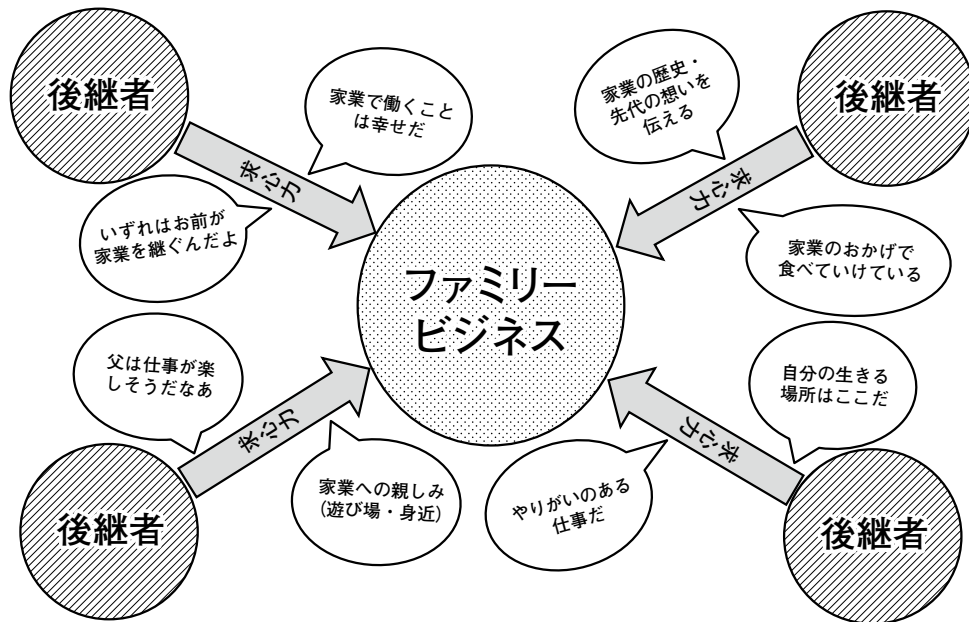 後継者
家業で働くこと
は幸せだ
求心力
いずれはお前が
家業を継ぐんだよ
家業の歴史・
先代の想いを
伝える
後継者
求心力
家業のおかげで
食べていけている
ファミリー
ビジネス
父は仕事が楽
しそうだなあ
求心力
後継者
家業への親しみ
(遊び場・身近)
自分の生きる
場所はここだ
求心力
やりがいのある
仕事だ
後継者